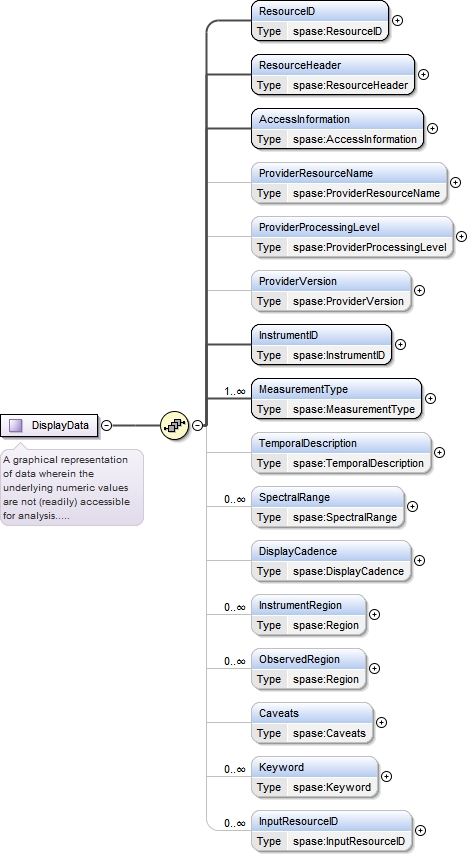 ResourceID
Type spase:ResourceID
ResourceHeader
Type spase:ResourceHeader
AccessInformation
Type spase:AccessInformation
ProviderResourceName
Type spase:ProviderResourceName
ProviderProcessingLevel
Type spase:ProviderProcessingLevel
ProviderVersion
Type spase:ProviderVersion
InstrumentID
Type spase:InstrumentID
1..∞
MeasurementType
Type spase:MeasurementType
DisplayData
A graphical representation
of data wherein the
underlying numeric values
are not (readily) accessible
for analysis.....
TemporalDescription
Type spase:TemporalDescription
0..∞
SpectralRange
Type spase:SpectralRange
DisplayCadence
Type spase:DisplayCadence
0..∞
InstrumentRegion
Type spase:Region
0..∞
ObservedRegion
Type spase:Region
Caveats
Type spase:Caveats
0..∞
Keyword
Type spase:Keyword
0..∞
InputResourceID
Type spase:InputResourceID